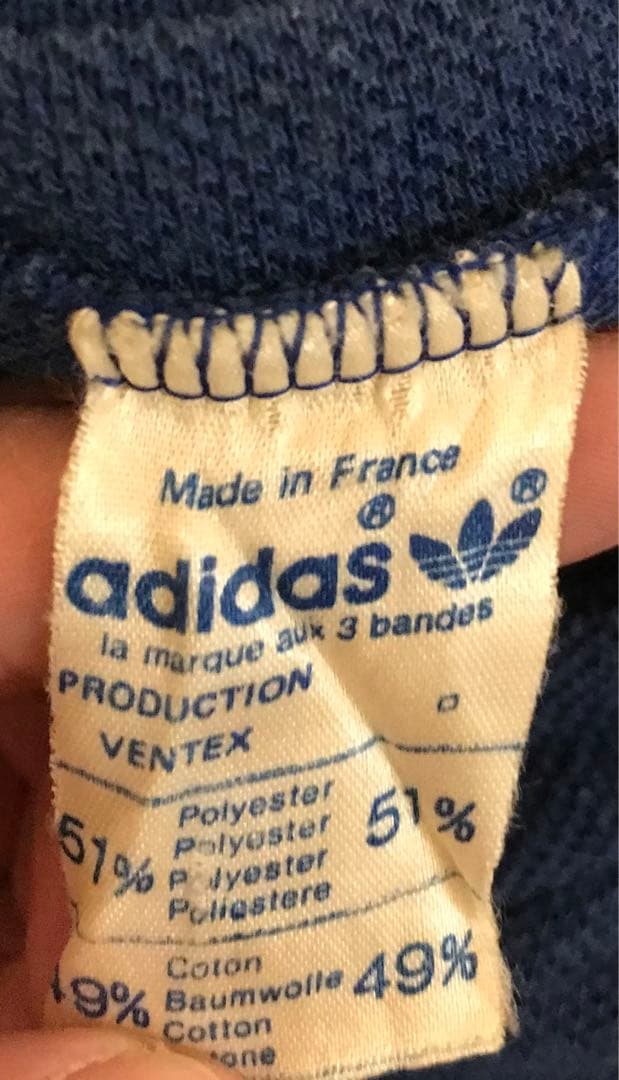 Made in France
adidas® ®
la marque aux 3 bandes
PRODUCTION
VENTEX
Polyester
51% Polyester 51%
Polyester
Poliestere
Coton
49% Baumwolle 49%
Cotton